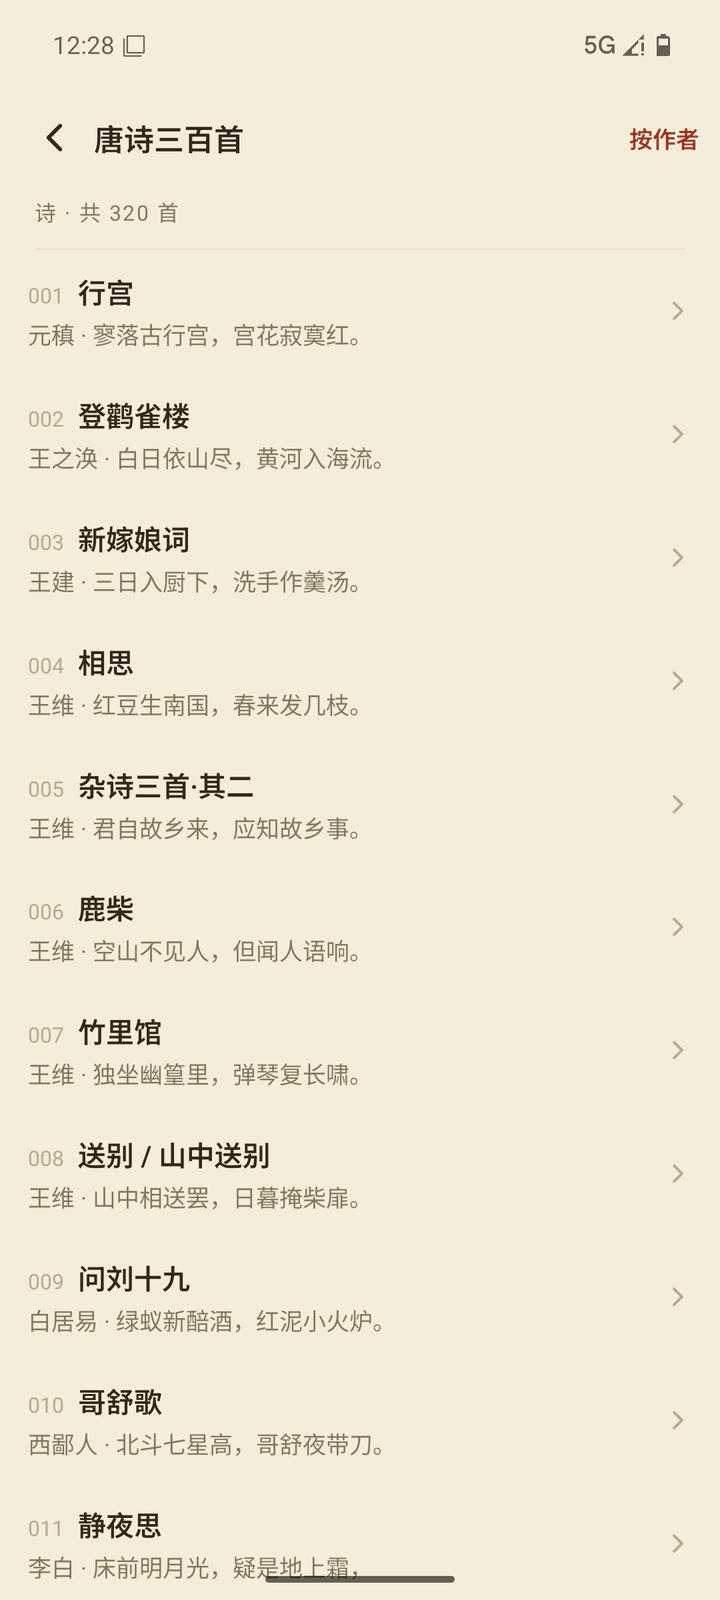 12:28
5G
唐诗三百首
按作者
诗 · 共 320 首
001 行宫
元稹 · 寥落古行宫，宫花寂寞红。
002 登鹳雀楼
王之涣 · 白日依山尽，黄河入海流。
003 新嫁娘词
王建 · 三日入厨下，洗手作羹汤。
004 相思
王维 · 红豆生南国，春来发几枝。
005 杂诗三首·其二
王维 · 君自故乡来，应知故乡事。
006 鹿柴
王维 · 空山不见人，但闻人语响。
007 竹里馆
王维 · 独坐幽篁里，弹琴复长啸。
008 送别 / 山中送别
王维 · 山中相送罢，日暮掩柴扉。
009 问刘十九
白居易 · 绿蚁新醅酒，红泥小火炉。
010 哥舒歌
西鄙人 · 北斗七星高，哥舒夜带刀。
011 静夜思
李白 · 床前明月光，疑是地上霜，